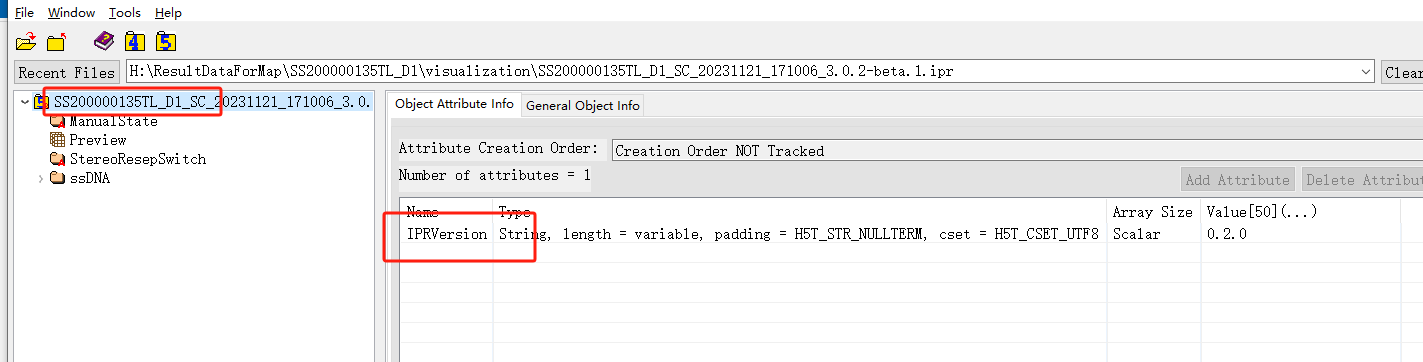 File Window Tools Help
4 5
Recent Files H:\ResultDataForMap\SS200000135TL_D1\visualization\SS200000135TL_D1_SC_20231121_171006_3.0.2-beta.1.ipr Clear
SS200000135TL_D1_SC_20231121_171006_3.0.
ManualState
Preview
StereoResepSwitch
ssDNA
Object Attribute Info General Object Info
Attribute Creation Order: Creation Order NOT Tracked
Number of attributes = 1
Add Attribute Delete Attribut
Name Type Array Size Value[50](...)
IPRVersion String, length = variable, padding = H5T_STR_NULLTERM, cset = H5T_CSET_UTF8 Scalar 0.2.0